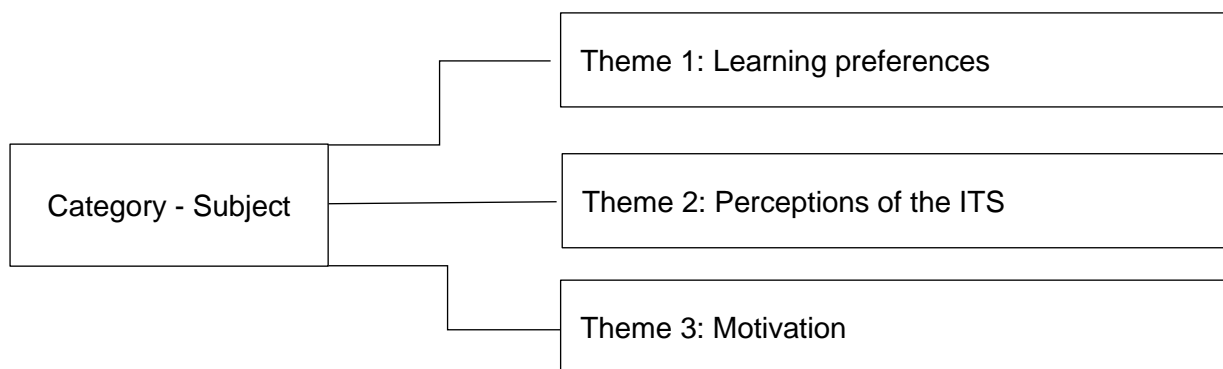 Theme 1: Learning preferences
Category - Subject
Theme 2: Perceptions of the ITS
Theme 3: Motivation